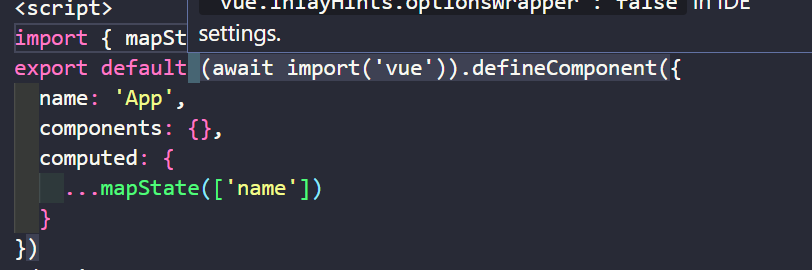 <script>
"vue.inlayHints.optionsWrapper": false in IDE
settings.
import { mapSt
export default (await import('vue')).defineComponent({
name: 'App',
components: {},
computed: {
...mapState(['name'])
}
})